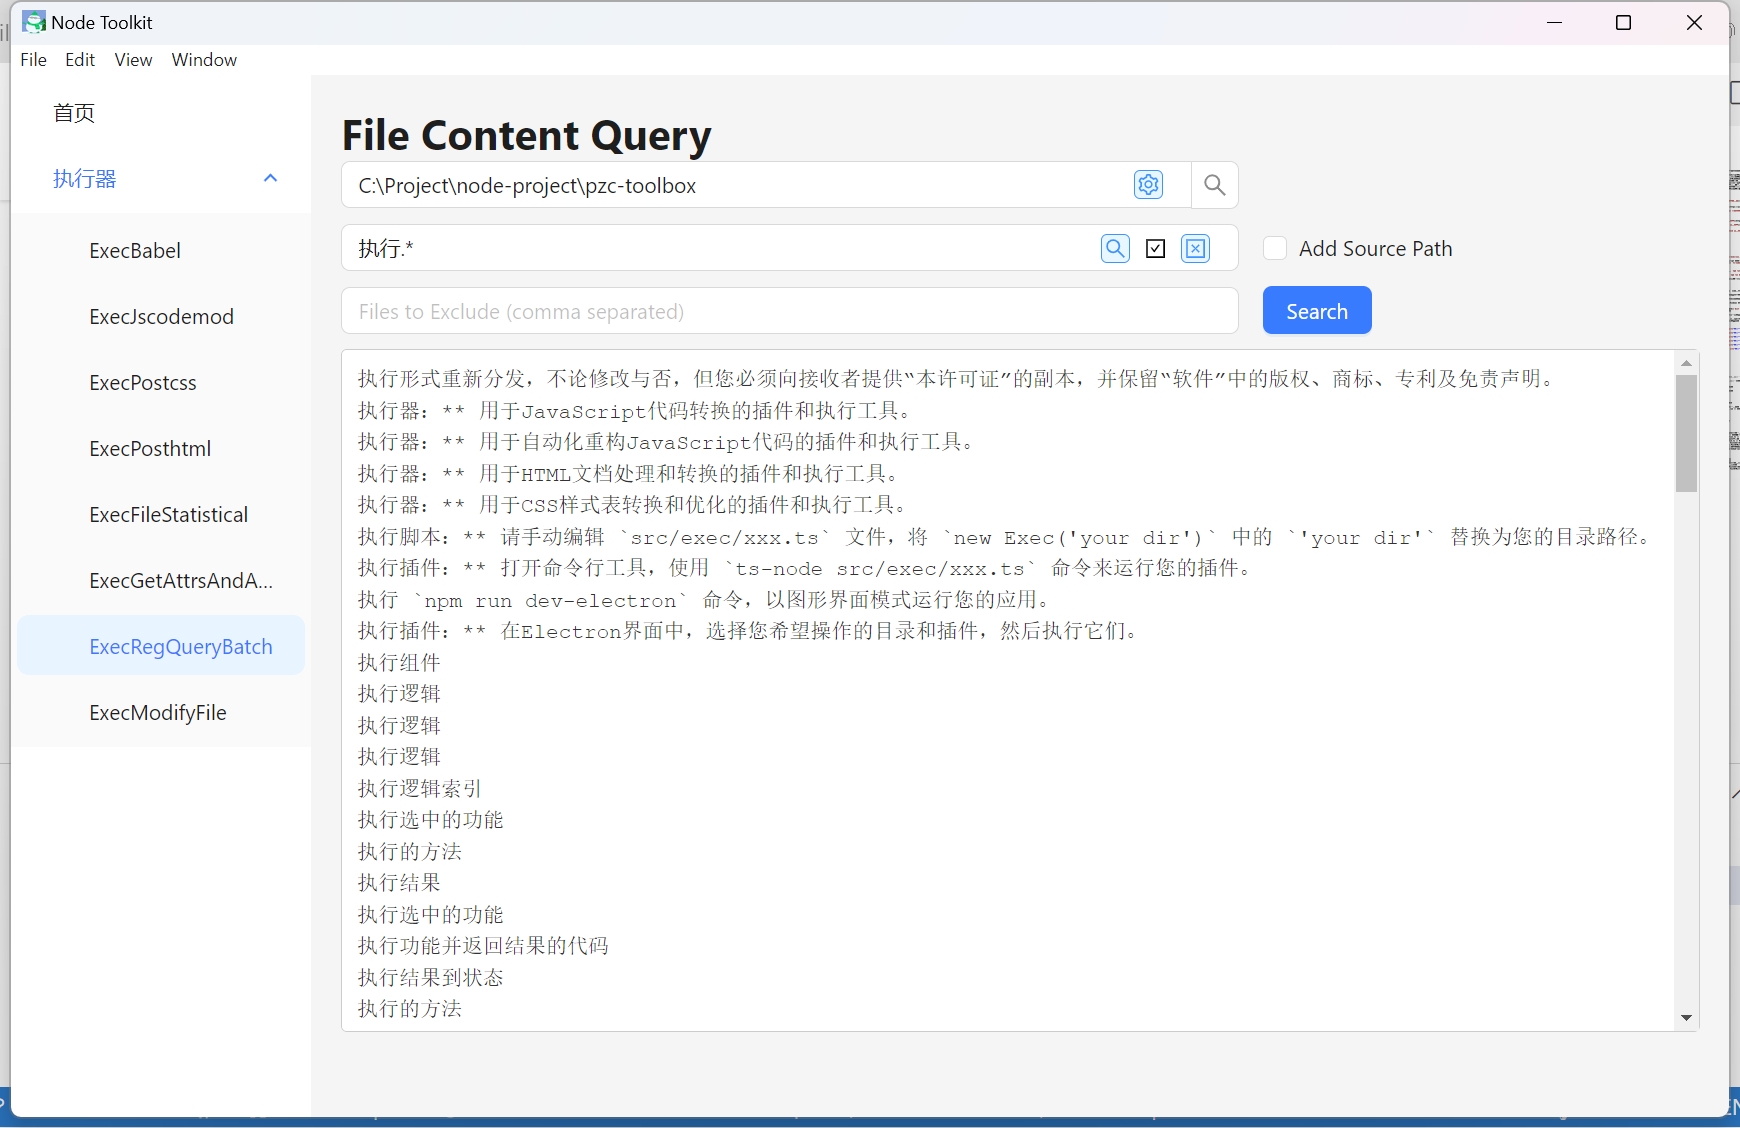 Node Toolkit
File Edit View Window
首页
执行器
ExecBabel
ExecJscodemod
ExecPostcss
ExecPosthtml
ExecFileStatistical
ExecGetAttrsAndA...
ExecRegQueryBatch
ExecModifyFile
File Content Query
C:\Project\node-project\pzc-toolbox
执行.*
Add Source Path
Files to Exclude (comma separated)
Search
执行形式重新分发，不论修改与否，但您必须向接收者提供“本许可证”的副本，并保留“软件”中的版权、商标、专利及免责声明。
执行器：** 用于JavaScript代码转换的插件和执行工具。
执行器：** 用于自动化重构JavaScript代码的插件和执行工具。
执行器：** 用于HTML文档处理和转换的插件和执行工具。
执行器：** 用于CSS样式表转换和优化的插件和执行工具。
执行脚本：** 请手动编辑 `src/exec/xxx.ts` 文件，将 `new Exec('your dir')` 中的 `'your dir'` 替换为您的目录路径。
执行插件：** 打开命令行工具，使用 `ts-node src/exec/xxx.ts` 命令来运行您的插件。
执行 `npm run dev-electron` 命令，以图形界面模式运行您的应用。
执行插件：** 在Electron界面中，选择您希望操作的目录和插件，然后执行它们。
执行组件
执行逻辑
执行逻辑
执行逻辑
执行逻辑索引
执行选中的功能
执行的方法
执行结果
执行选中的功能
执行功能并返回结果的代码
执行结果到状态
执行的方法